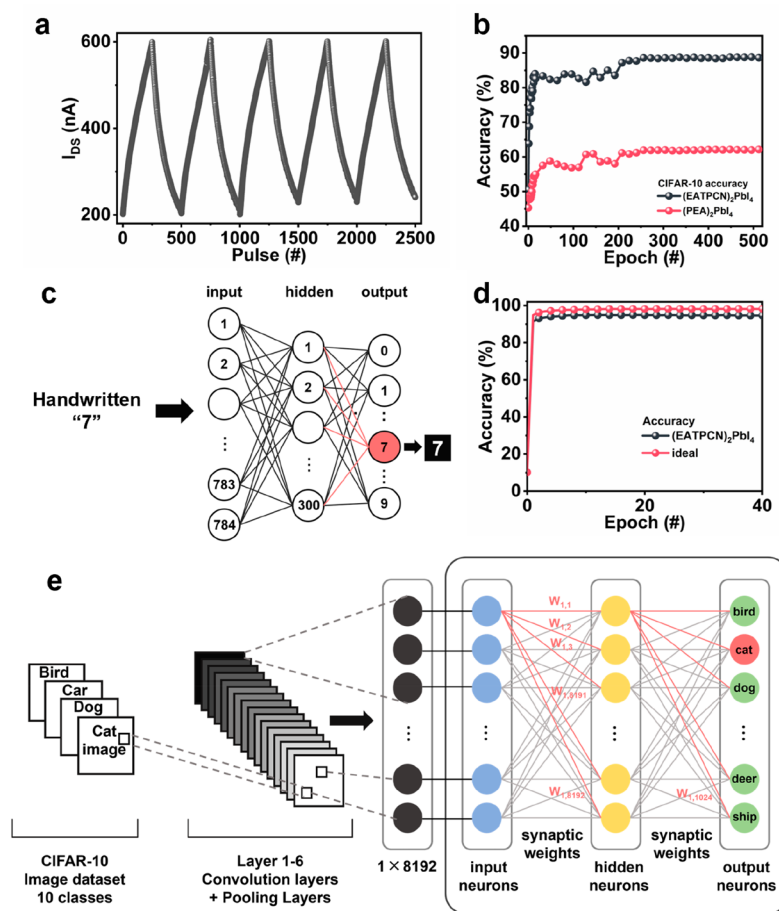 a
600
400
200
I_DS (nA)
0 500 1000 1500 2000 2500
Pulse (#)
b
90
80
70
60
50
40
Accuracy (%)
CIFAR-10 accuracy
(EATPCN)₂PbI₄
(PEA)₂PbI₄
0 100 200 300 400 500
Epoch (#)
c
input hidden output
1
2
...
783
784
1
2
...
300
0
1
...
7
...
9
Handwritten
“7”
7
d
100
80
60
40
20
0
Accuracy (%)
Accuracy
(EATPCN)₂PbI₄
ideal
0 20 40
Epoch (#)
e
Bird
Car
Dog
Cat
image
CIFAR-10
Image dataset
10 classes
Layer 1-6
Convolution layers
+ Pooling Layers
...
1 × 8192
...
input
neurons
W1,1
W1,2
W1,3
W1,8191
W1,8192
synaptic
weights
...
hidden
neurons
W1,1024
synaptic
weights
bird
cat
dog
...
deer
ship
output neurons